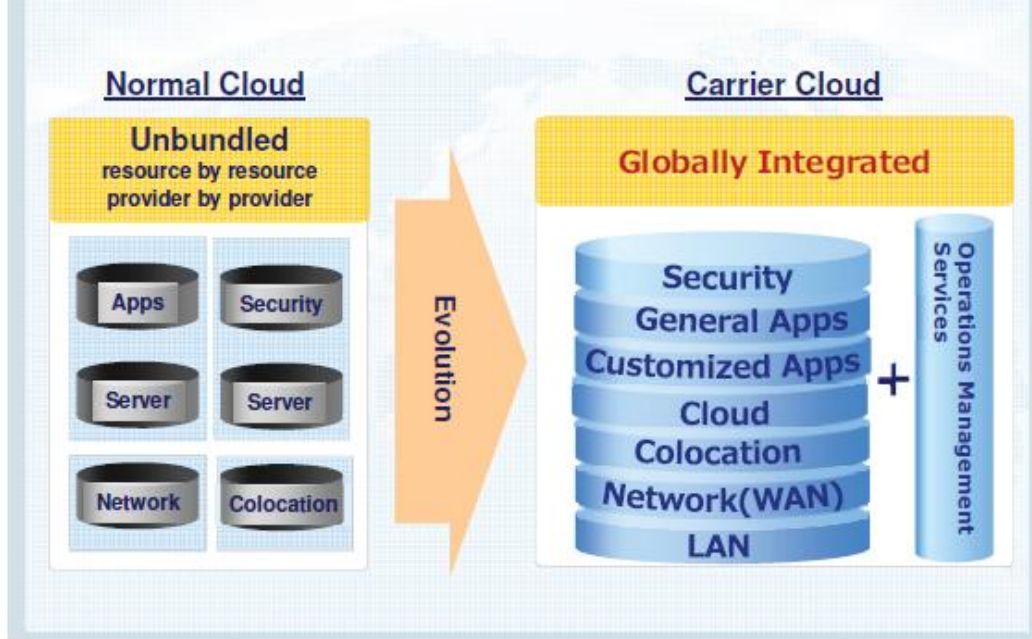 Normal Cloud
Unbundled
resource by resource
provider by provider
Apps
Security
Server
Server
Network
Colocation
Evolution
Carrier Cloud
Globally Integrated
Security
General Apps
Customized Apps
Cloud
Colocation
Network(WAN)
LAN
+
Operations Management
Services